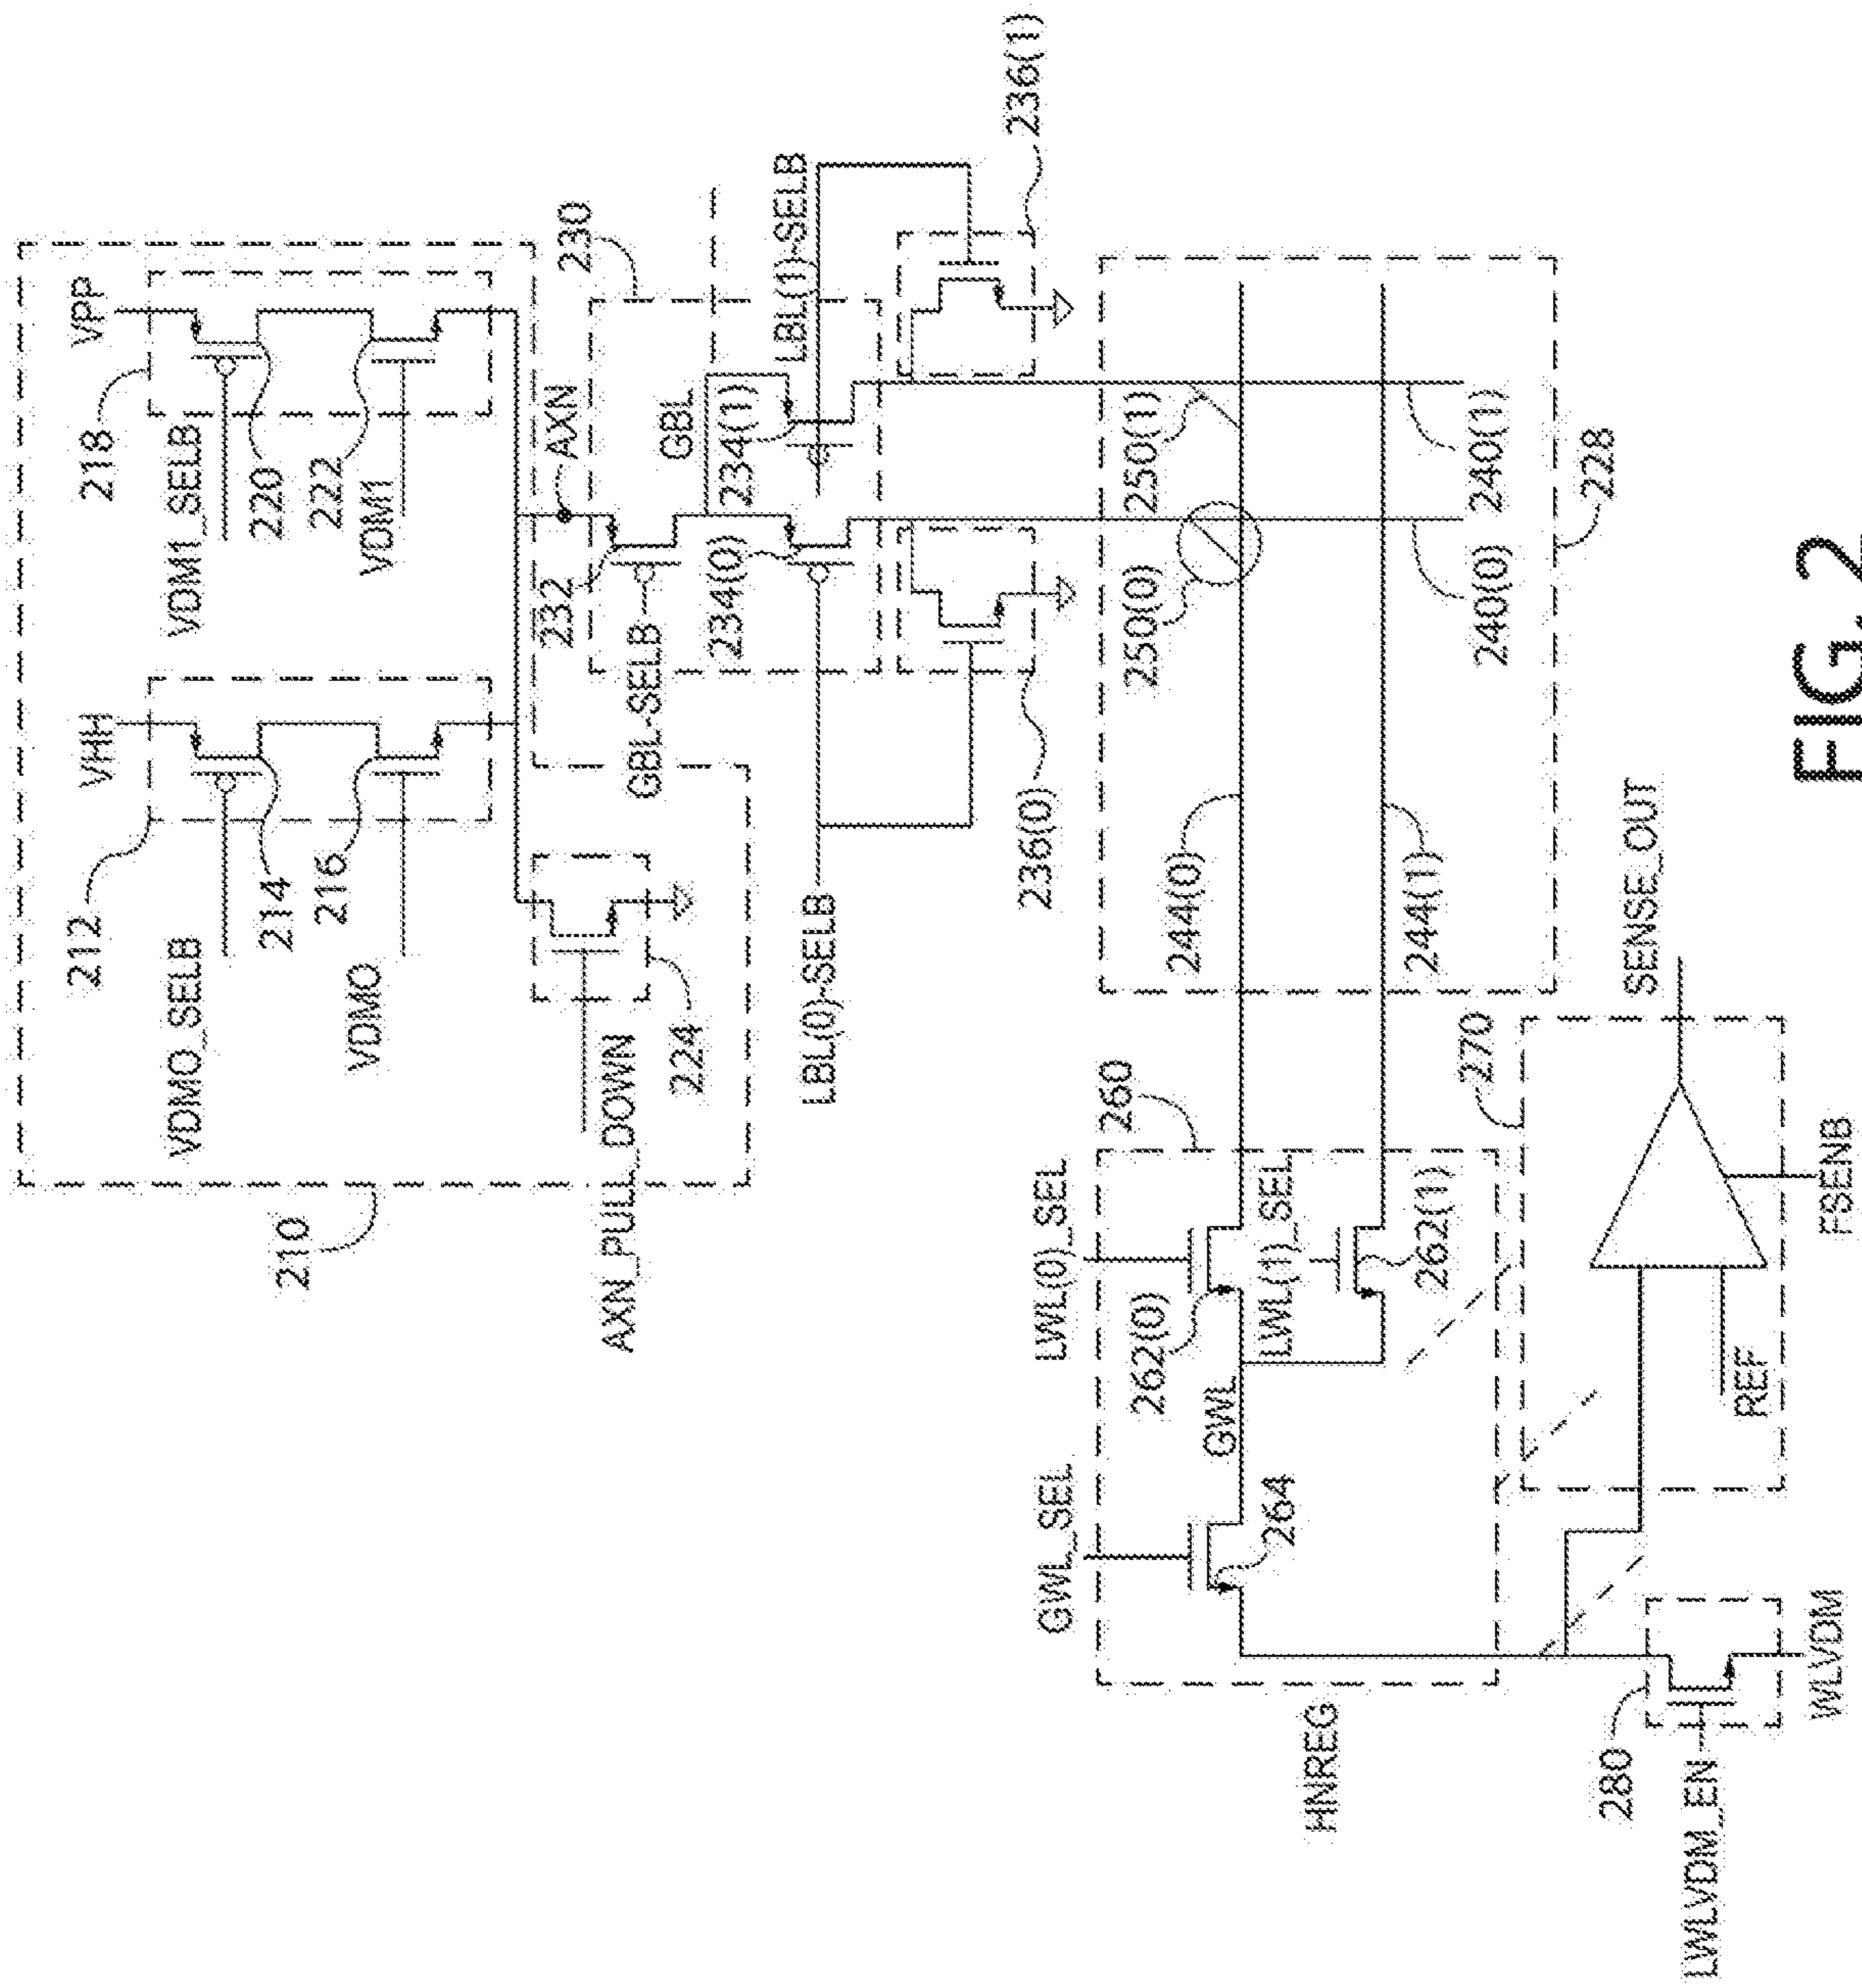 VHH
VPP
212
218
VDMO_SELB
VDM1_SELB
214
220
216
222
VDMO
VDM1
210
AXN_PULL_DOWN
224
AXN
230
232
GBL-SELB
GBL
234(0)
234(1)
LBL(0)-SELB
LBL(1)-SELB
236(0)
236(1)
GWL_SEL
LWL(0)_SEL
260
250(0)
250(1)
262(0)
244(0)
GWL
LWL(1)_SEL
264
262(1)
244(1)
240(0)
240(1)
HNREG
270
228
REF
SENSE_OUT
280
LWLVDM_EN
WLVDM
FSENB
FIG. 2